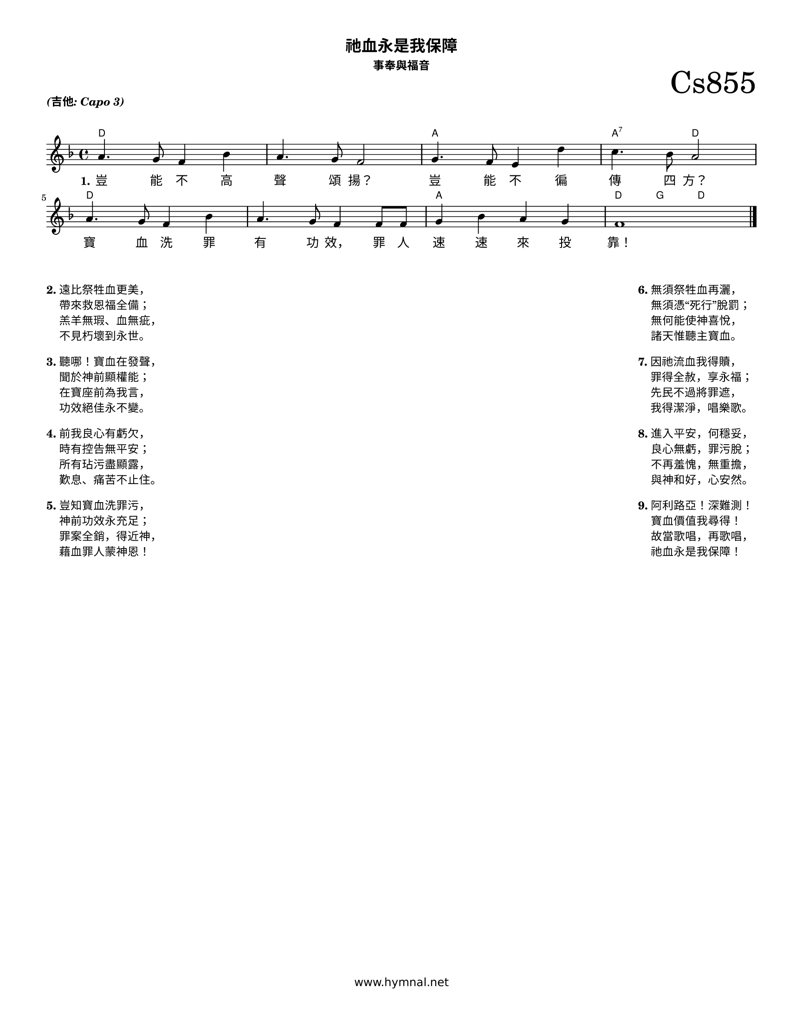 祂血永是我保障
事奉與福音
Cs855
(吉他: Capo 3)
D A A7 D
1. 豈 能 不 高 聲 頌 揚？ 豈 能 不 徧 傳 四 方？
5 D A D G D
寶 血 洗 罪 有 功 效， 罪 人 速 速 來 投 靠！
2. 遠比祭牲血更美，
帶來救恩福全備；
羔羊無瑕、血無疵，
不見朽壞到永世。
3. 聽哪！寶血在發聲，
聞於神前顯權能；
在寶座前為我言，
功效絕佳永不變。
4. 前我良心有虧欠，
時有控告無平安；
所有玷污盡顯露，
歎息、痛苦不止住。
5. 豈知寶血洗罪污，
神前功效永充足；
罪案全銷，得近神，
藉血罪人蒙神恩！
6. 無須祭牲血再灑，
無須憑“死行”脫罰；
無何能使神喜悅，
諸天惟聽主寶血。
7. 因祂流血我得贖，
罪得全赦，享永福；
先民不過將罪遮，
我得潔淨，唱樂歌。
8. 進入平安，何穩妥，
良心無虧，罪污脫；
不再羞愧，無重擔，
與神和好，心安然。
9. 阿利路亞！深難測！
寶血價值我尋得！
故當歌唱，再歌唱，
祂血永是我保障！
www.hymnal.net